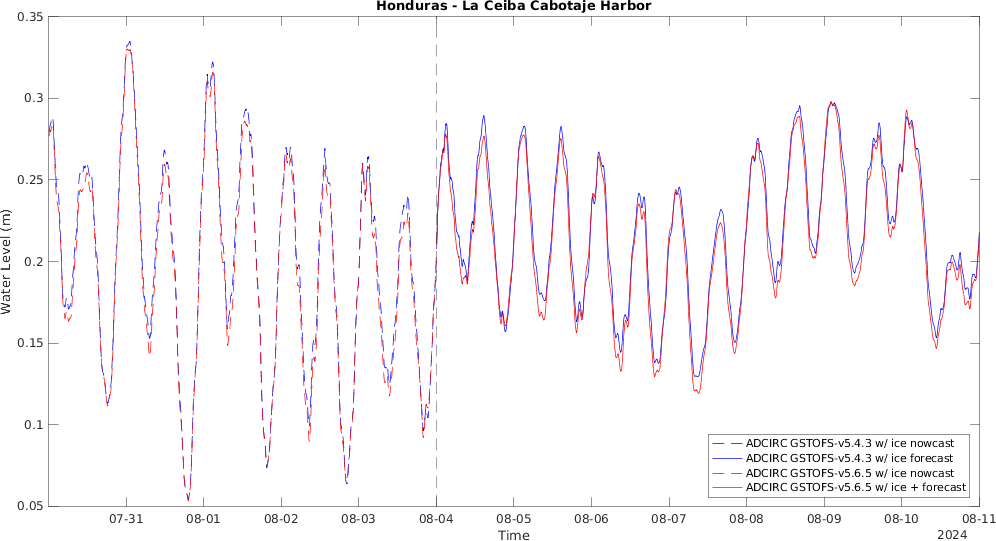 Honduras - La Ceiba Cabotaje Harbor
0.35
0.3
0.25
0.2
0.15
0.1
0.05
Water Level (m)
ADCIRC GSTOFS-v5.4.3 w/ ice nowcast
ADCIRC GSTOFS-v5.4.3 w/ ice forecast
ADCIRC GSTOFS-v5.6.5 w/ ice nowcast
ADCIRC GSTOFS-v5.6.5 w/ ice + forecast
07-31 08-01 08-02 08-03 08-04 08-05 08-06 08-07 08-08 08-09 08-10 08-11
Time
2024